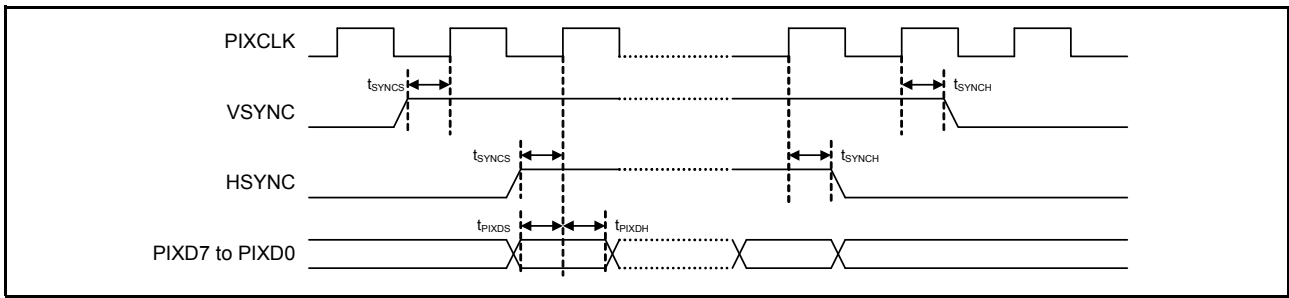 PIXCLK
tSYNCS
tSYNCH
VSYNC
tSYNCS
tSYNCH
HSYNC
tPIXDS
tPIXDH
PIXD7 to PIXD0